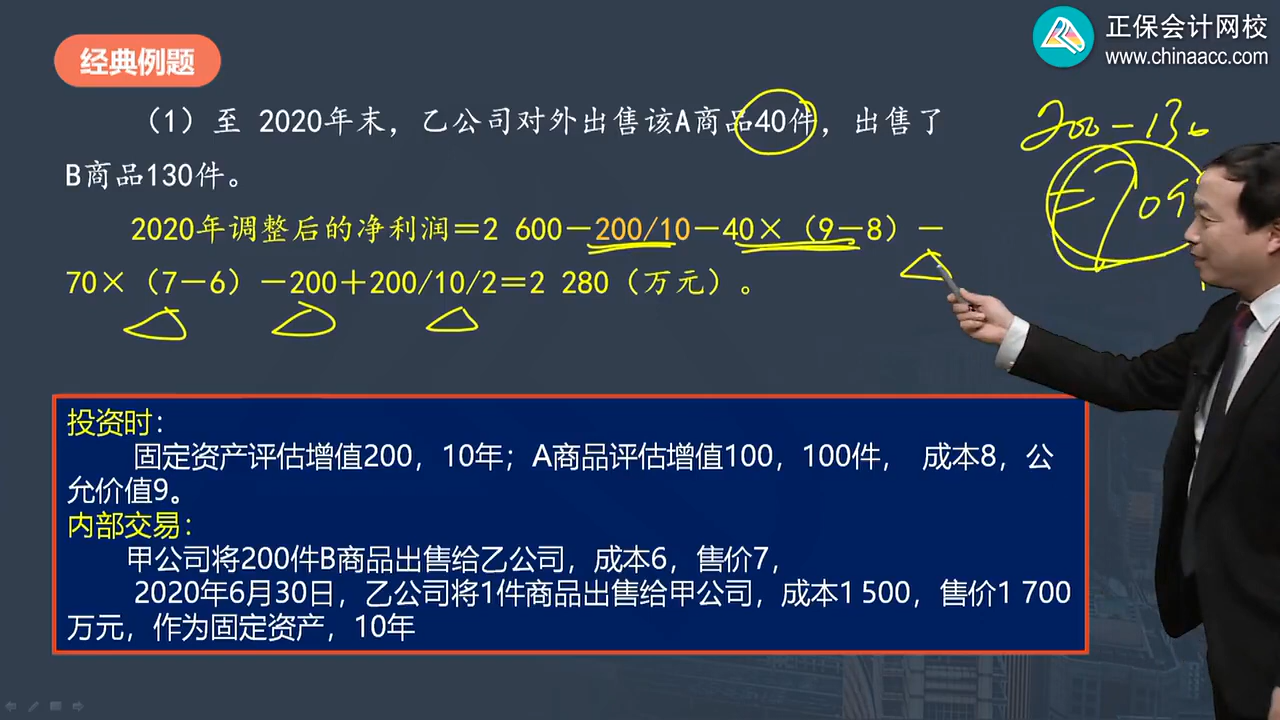 正保会计网校
www.chinaacc.com
经典例题
（1）至 2020年末，乙公司对外出售该A商品40件，出售了
B商品130件。
2020年调整后的净利润＝2 600－200/10－40×（9－8）－
70×（7－6）－200＋200/10/2＝2 280（万元）。
200－130
投资时：
固定资产评估增值200，10年；A商品评估增值100，100件， 成本8，公
允价值9。
内部交易：
甲公司将200件B商品出售给乙公司，成本6，售价7，
2020年6月30日，乙公司将1件商品出售给甲公司，成本1 500，售价1 700
万元，作为固定资产，10年